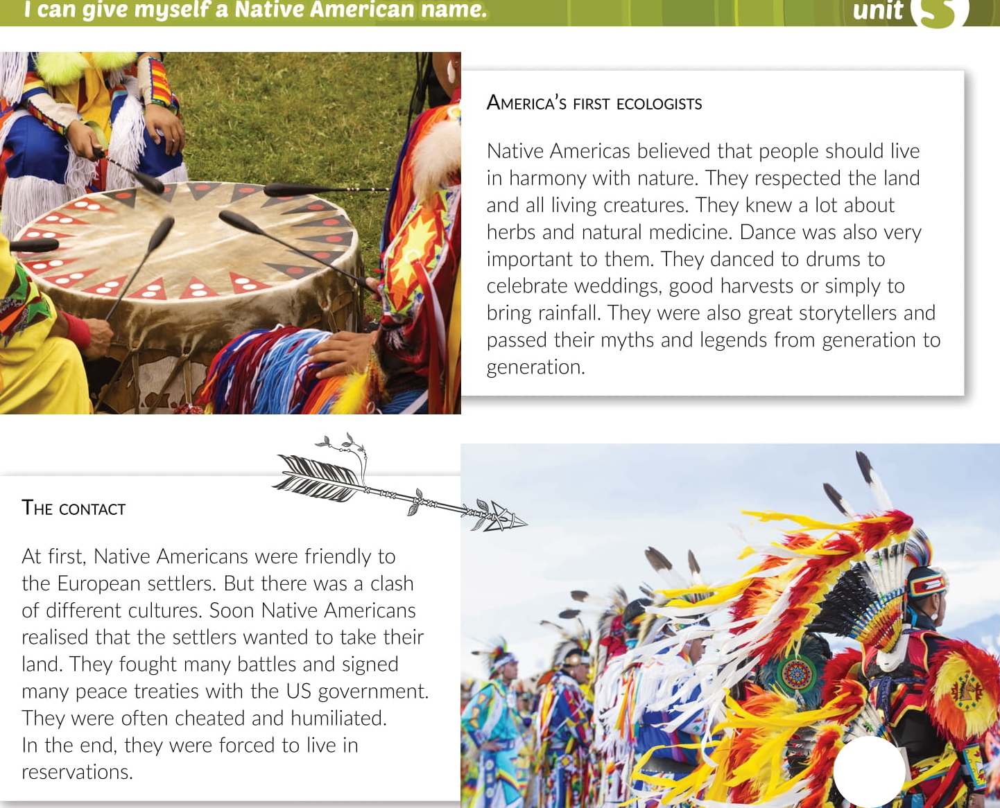 I can give myself a Native American name.
unit 5
AMERICA'S FIRST ECOLOGISTS
Native Americas believed that people should live
in harmony with nature. They respected the land
and all living creatures. They knew a lot about
herbs and natural medicine. Dance was also very
important to them. They danced to drums to
celebrate weddings, good harvests or simply to
bring rainfall. They were also great storytellers and
passed their myths and legends from generation to
generation.
THE CONTACT
At first, Native Americans were friendly to
the European settlers. But there was a clash
of different cultures. Soon Native Americans
realised that the settlers wanted to take their
land. They fought many battles and signed
many peace treaties with the US government.
They were often cheated and humiliated.
In the end, they were forced to live in
reservations.